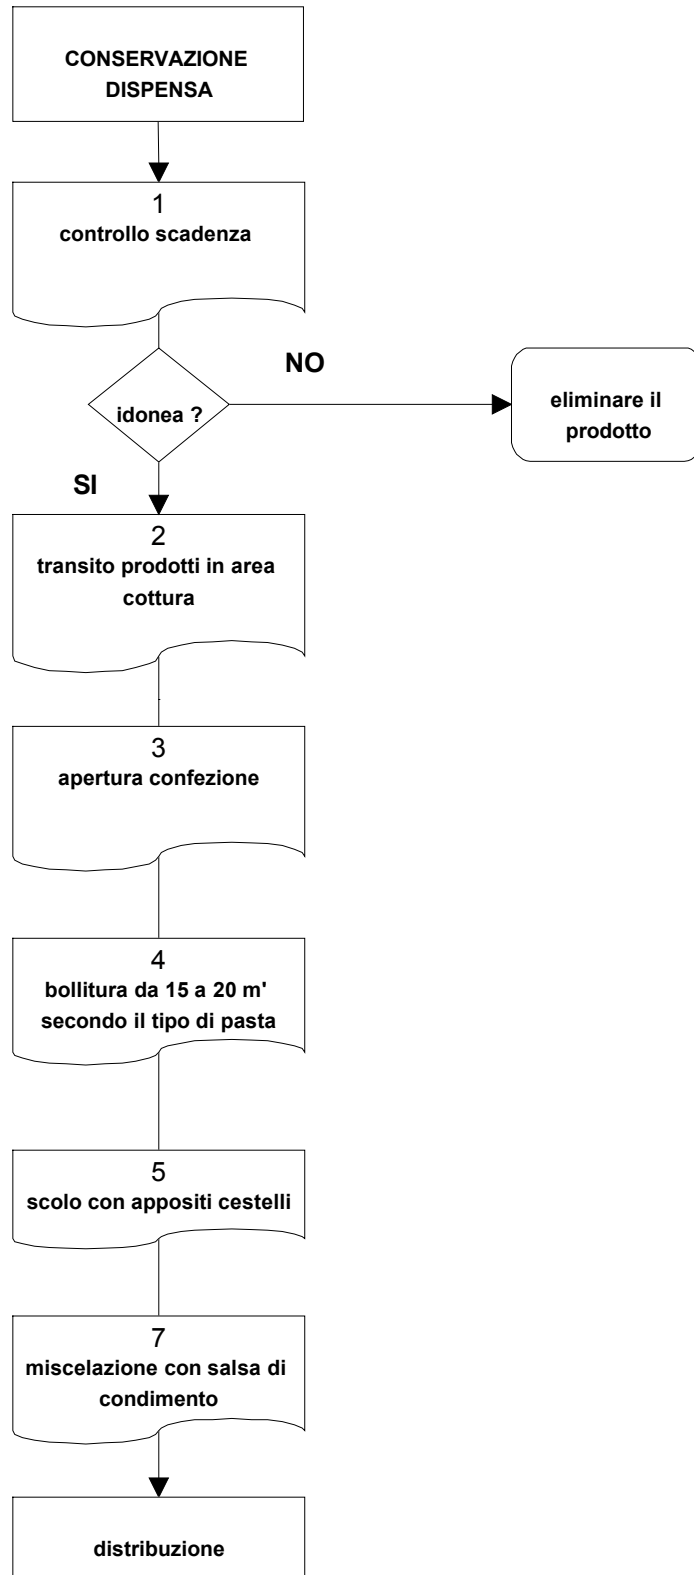 CONSERVAZIONE
DISPENSA
1
controllo scadenza
NO
idonea ?
eliminare il
prodotto
SI
2
transito prodotti in area
cottura
3
apertura confezione
4
bollitura da 15 a 20 m'
secondo il tipo di pasta
5
scolo con appositi cestelli
7
miscelazione con salsa di
condimento
distribuzione